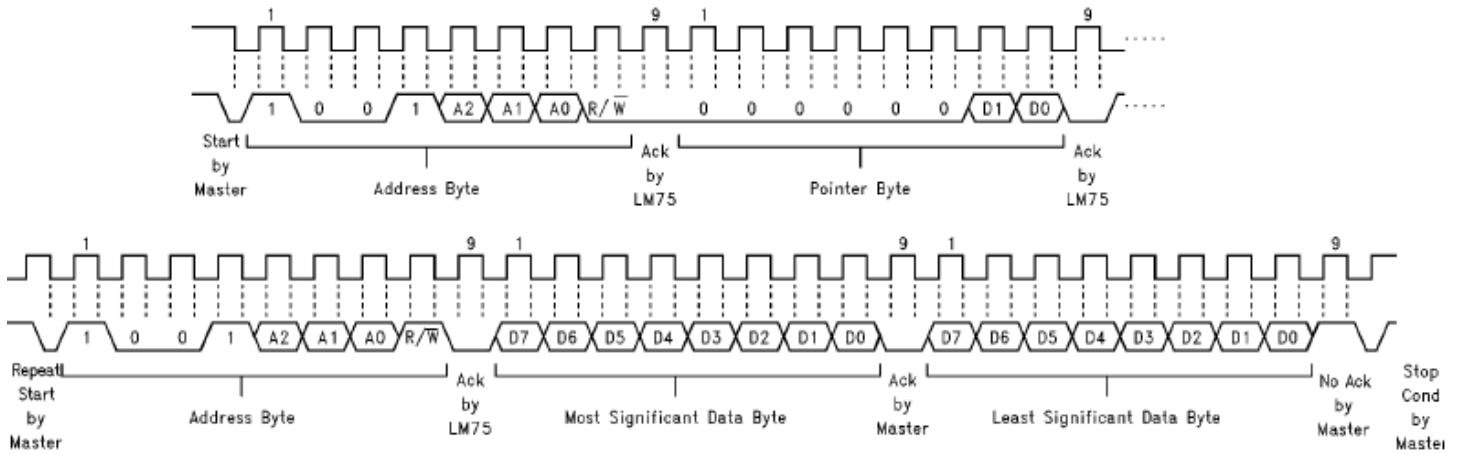 1 9 1 9
1 0 0 1 A2 A1 A0 R/W̅ 0 0 0 0 0 0 D1 D0
Start by Master
Address Byte
Ack by LM75
Pointer Byte
Ack by LM75
1 9 1 9 1 9
1 0 0 1 A2 A1 A0 R/W̅ D7 D6 D5 D4 D3 D2 D1 D0 D7 D6 D5 D4 D3 D2 D1 D0
Repeat Start by Master
Address Byte
Ack by LM75
Most Significant Data Byte
Ack by Master
Least Significant Data Byte
No Ack by Master
Stop Cond by Master